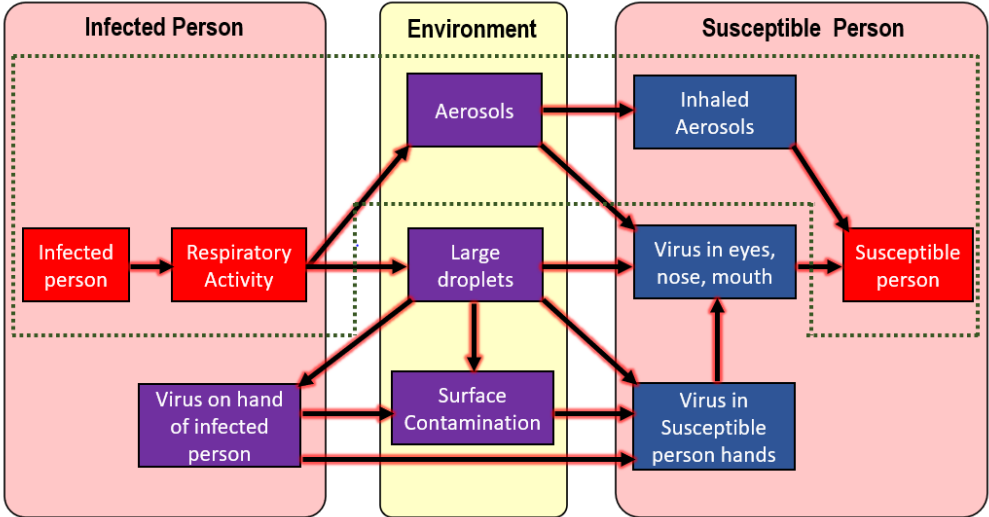 Infected Person
Environment
Susceptible Person
Aerosols
Inhaled
Aerosols
Infected
person
Respiratory
Activity
Large
droplets
Virus in eyes,
nose, mouth
Susceptible
person
Virus on hand
of infected
person
Surface
Contamination
Virus in
Susceptible
person hands